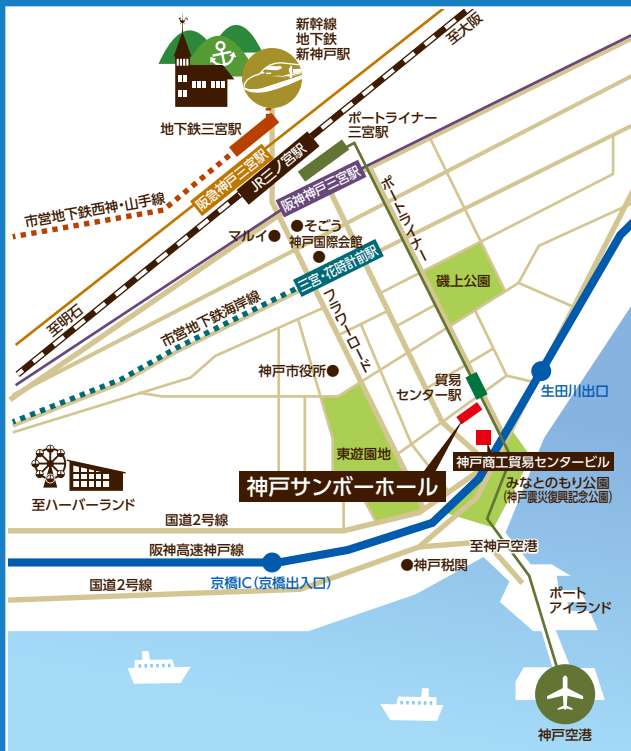 新幹線
地下鉄
新神戸駅
至大阪
地下鉄三宮駅
ポートライナー
三宮駅
阪急神戸三宮駅
JR三ノ宮駅
阪神神戸三宮駅
市営地下鉄西神・山手線
ポートライナー
マルイ
そごう
神戸国際会館
三宮・花時計前駅
磯上公園
フラワーロード
至明石
市営地下鉄海岸線
神戸市役所
貿易
センター駅
生田川出口
東遊園地
神戸商工貿易センタービル
神戸サンボーホール
みなとのもり公園
(神戸震災復興記念公園)
至ハーバーランド
国道2号線
阪神高速神戸線
至神戸空港
神戸税関
国道2号線
京橋IC(京橋出入口)
ポート
アイランド
神戸空港